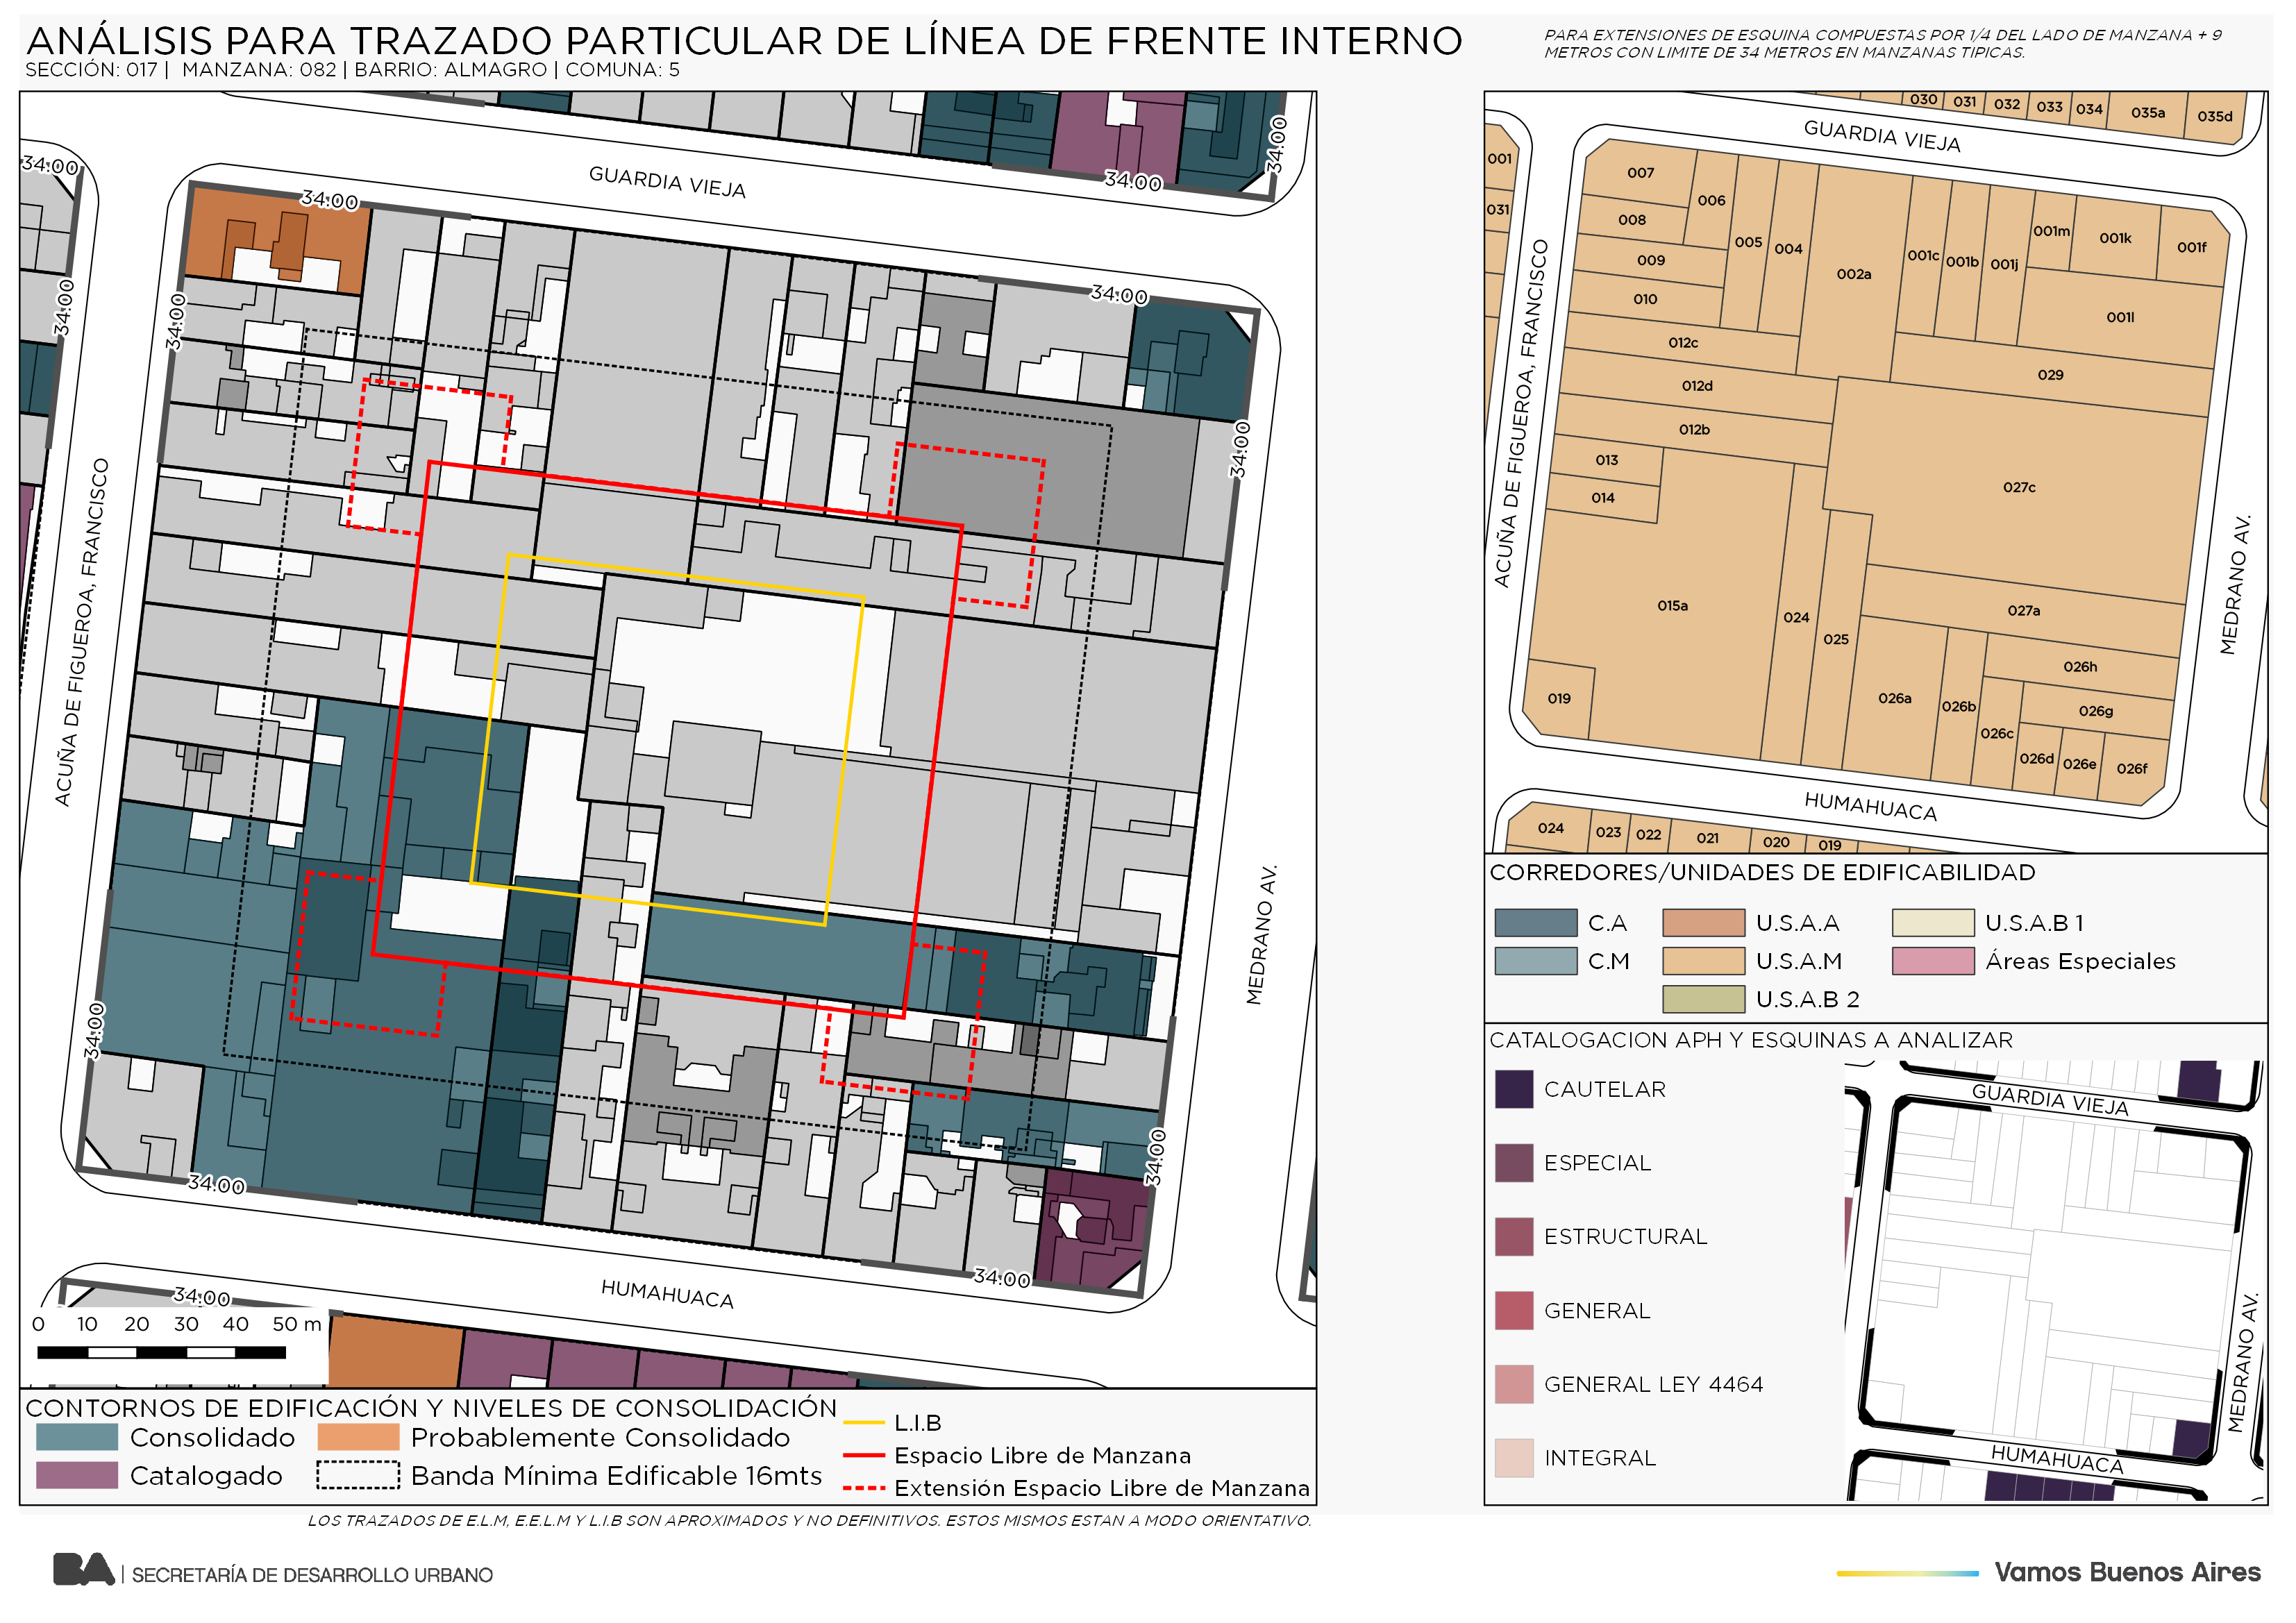 ANÁLISIS PARA TRAZADO PARTICULAR DE LÍNEA DE FRENTE INTERNO
SECCIÓN: 017 | MANZANA: 082 | BARRIO: ALMAGRO | COMUNA: 5
PARA EXTENSIONES DE ESQUINA COMPUESTAS POR 1/4 DEL LADO DE MANZANA + 9
METROS CON LIMITE DE 34 METROS EN MANZANAS TIPICAS.
34:00
34:00
34:00
GUARDIA VIEJA
34:00
34:00
34:00
34:00
34:00
ACUÑA DE FIGUEROA, FRANCISCO
MEDRANO AV.
34:00
34:00
34:00
34:00
HUMAHUACA
34:00
0 10 20 30 40 50 m
CONTORNOS DE EDIFICACIÓN Y NIVELES DE CONSOLIDACIÓN
Consolidado
Probablemente Consolidado
Catalogado
Banda Mínima Edificable 16mts
L.I.B
Espacio Libre de Manzana
Extensión Espacio Libre de Manzana
LOS TRAZADOS DE E.L.M, E.E.L.M Y L.I.B SON APROXIMADOS Y NO DEFINITIVOS. ESTOS MISMOS ESTAN A MODO ORIENTATIVO.
030 031 032 033 034 035a 035d
GUARDIA VIEJA
001
031
007
006
008
005
004
009
010
002a
001c
001b
001j
001m
001k
001f
001l
012c
029
012d
012b
013
014
027c
ACUÑA DE FIGUEROA, FRANCISCO
MEDRANO AV.
015a
024
025
027a
026h
019
026a
026b
026g
026c
026d
026e
026f
HUMAHUACA
024 023 022 021 020 019
CORREDORES/UNIDADES DE EDIFICABILIDAD
C.A
U.S.A.A
U.S.A.B 1
C.M
U.S.A.M
Áreas Especiales
U.S.A.B 2
CATALOGACION APH Y ESQUINAS A ANALIZAR
CAUTELAR
ESPECIAL
ESTRUCTURAL
GENERAL
GENERAL LEY 4464
INTEGRAL
GUARDIA VIEJA
MEDRANO AV.
HUMAHUACA
BA | SECRETARÍA DE DESARROLLO URBANO
Vamos Buenos Aires